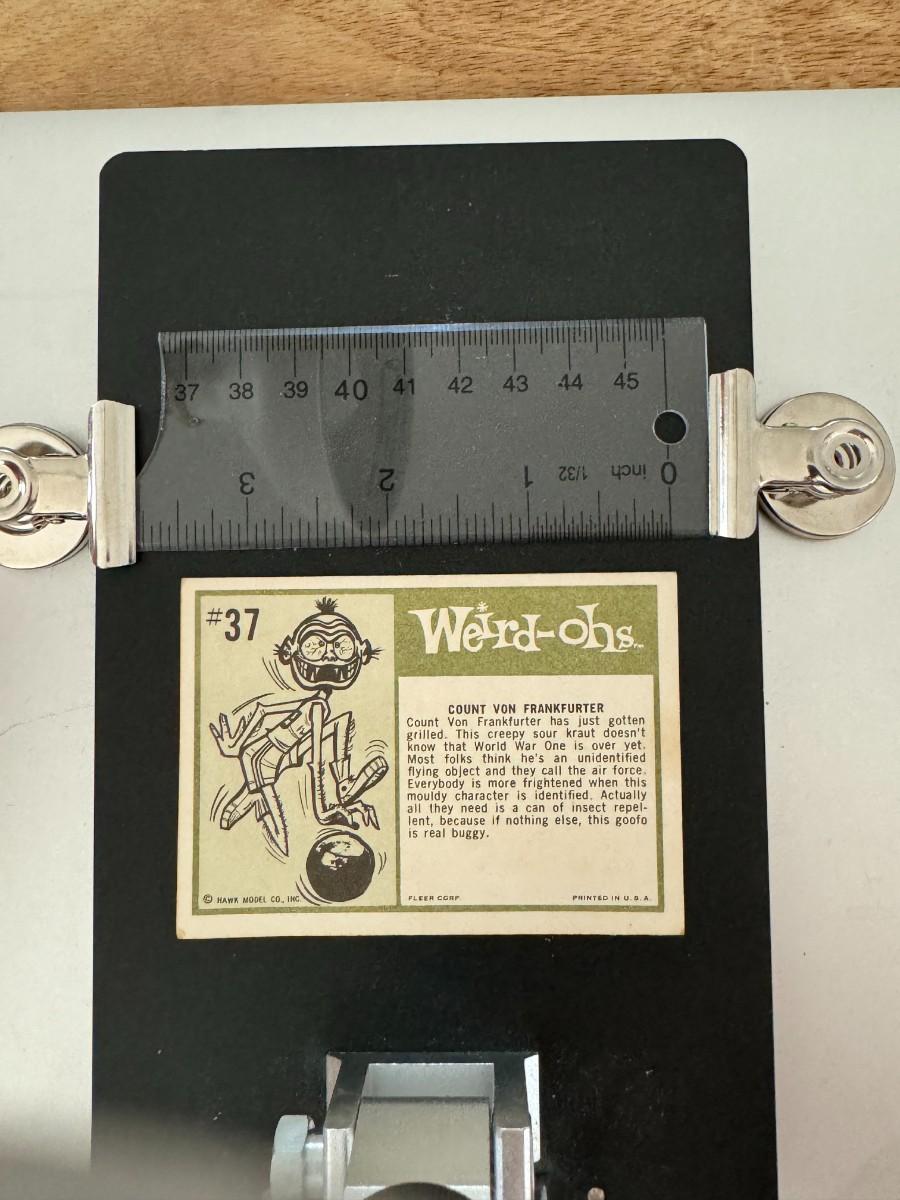 37 38 39 40 41 42 43 44 45
3 2 1 1/32 inch 0
#37
Weird-ohs™
COUNT VON FRANKFURTER
Count Von Frankfurter has just gotten
grilled. This creepy sour kraut doesn't
know that World War One is over yet.
Most folks think he's an unidentified
flying object and they call the air force.
Everybody is more frightened when this
mouldy character is identified. Actually
all they need is a can of insect repel-
lent, because if nothing else, this goofo
is real buggy.
© HAWK MODEL CO., INC.
FLEER CORP.
PRINTED IN U.S.A.